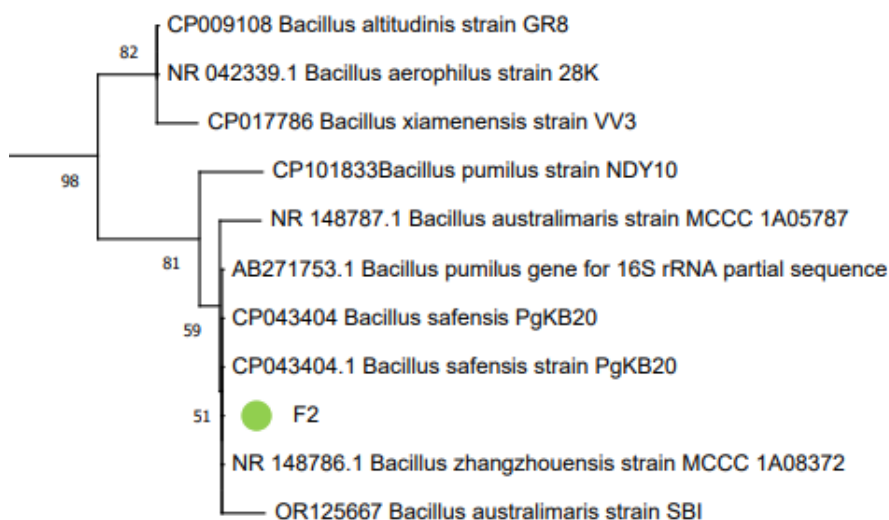 CP009108 Bacillus altitudinis strain GR8
82
NR 042339.1 Bacillus aerophilus strain 28K
CP017786 Bacillus xiamenensis strain VV3
CP101833Bacillus pumilus strain NDY10
98
NR 148787.1 Bacillus australimaris strain MCCC 1A05787
81
AB271753.1 Bacillus pumilus gene for 16S rRNA partial sequence
CP043404 Bacillus safensis PgKB20
59
CP043404.1 Bacillus safensis strain PgKB20
51
F2
NR 148786.1 Bacillus zhangzhouensis strain MCCC 1A08372
OR125667 Bacillus australimaris strain SBI